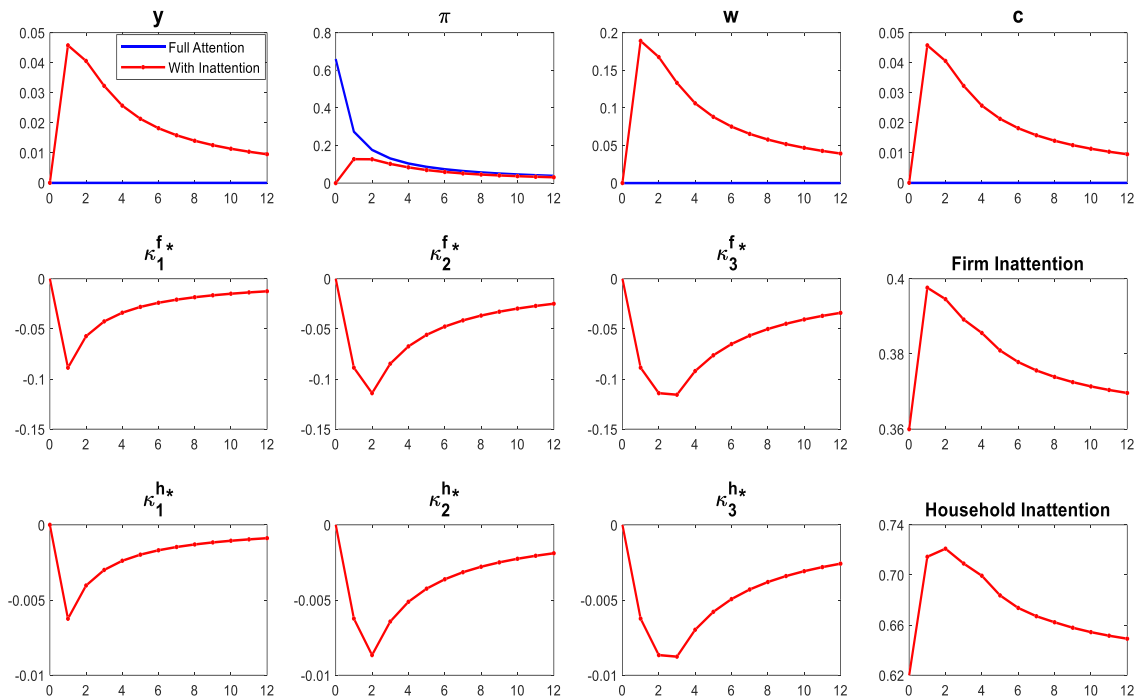 y
π
w
c
Full Attention
With Inattention
0.05
0.04
0.03
0.02
0.01
0
0 2 4 6 8 10 12
0.8
0.6
0.4
0.2
0
0 2 4 6 8 10 12
0.2
0.15
0.1
0.05
0
0 2 4 6 8 10 12
0.05
0.04
0.03
0.02
0.01
0
0 2 4 6 8 10 12
κ₁ᶠ*
κ₂ᶠ*
κ₃ᶠ*
Firm Inattention
0
-0.05
-0.1
-0.15
0 2 4 6 8 10 12
0
-0.05
-0.1
-0.15
0 2 4 6 8 10 12
0
-0.05
-0.1
-0.15
0 2 4 6 8 10 12
0.4
0.38
0.36
0 2 4 6 8 10 12
κ₁ʰ*
κ₂ʰ*
κ₃ʰ*
Household Inattention
0
-0.005
-0.01
0 2 4 6 8 10 12
0
-0.005
-0.01
0 2 4 6 8 10 12
0
-0.005
-0.01
0 2 4 6 8 10 12
0.74
0.70
0.66
0.62
0 2 4 6 8 10 12